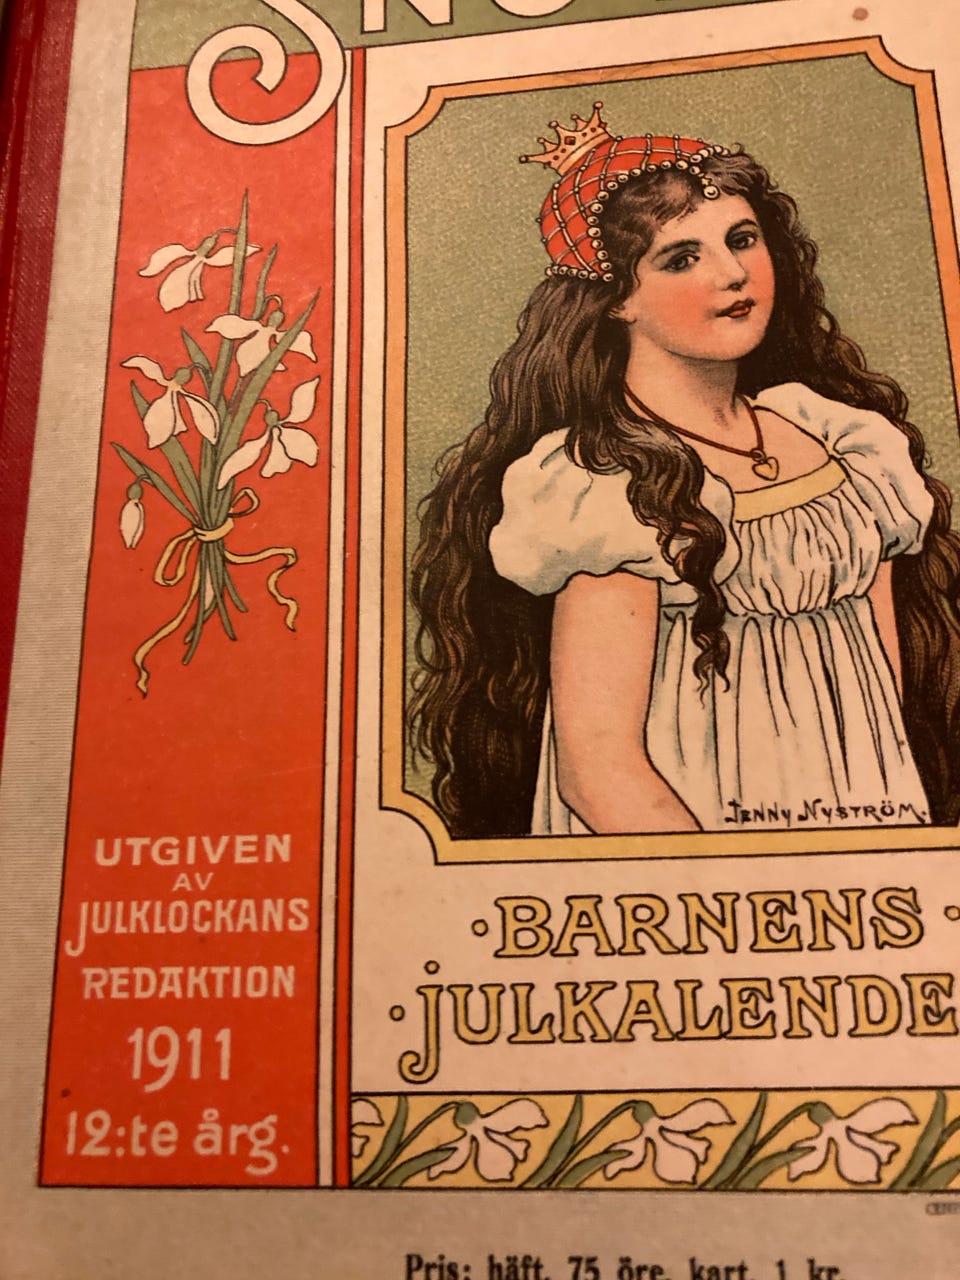 JENNY NYSTRÖM.
UTGIVEN
AV
JULKLOCKANS
REDAKTION
1911
12:te årg.
·BARNENS·
·JULKALENDE
Pris: häft. 75 öre, kart. 1 kr.